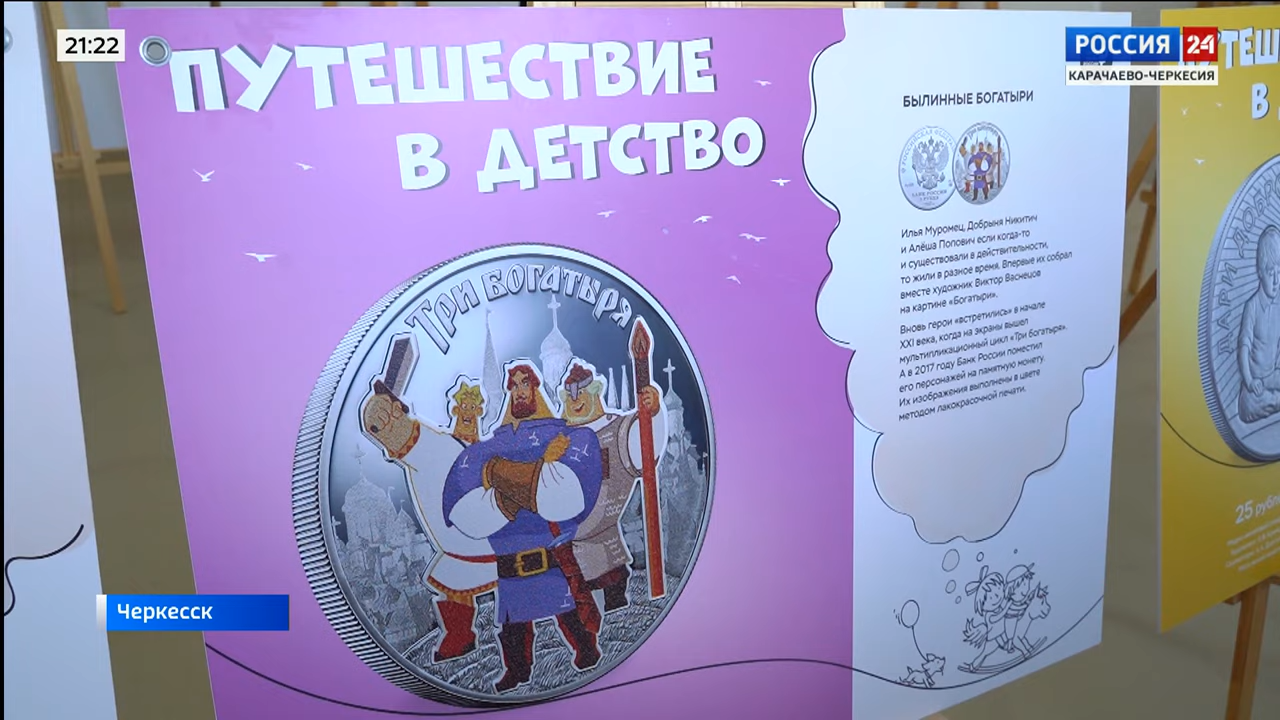 21:22
РОССИЯ 24
КАРАЧАЕВО-ЧЕРКЕСИЯ
ПУТЕШЕСТВИЕ
В ДЕТСТВО
ТРИ БОГАТЫРЯ
БЫЛИННЫЕ БОГАТЫРИ
Илья Муромец, Добрыня Никитич
и Алёша Попович если когда-то
и существовали в действительности,
то жили в разное время. Впервые их собрал
вместе художник Виктор Васнецов
на картине «Богатыри».
Вновь герои «встретились» в начале
XXI века, когда на экраны вышел
мультипликационный цикл «Три богатыря».
А в 2017 году Банк России поместил
его персонажей на памятную монету.
Их изображения выполнены в цвете
методом лакокрасочной печати.
В
ДАРИ
25
Черкесск